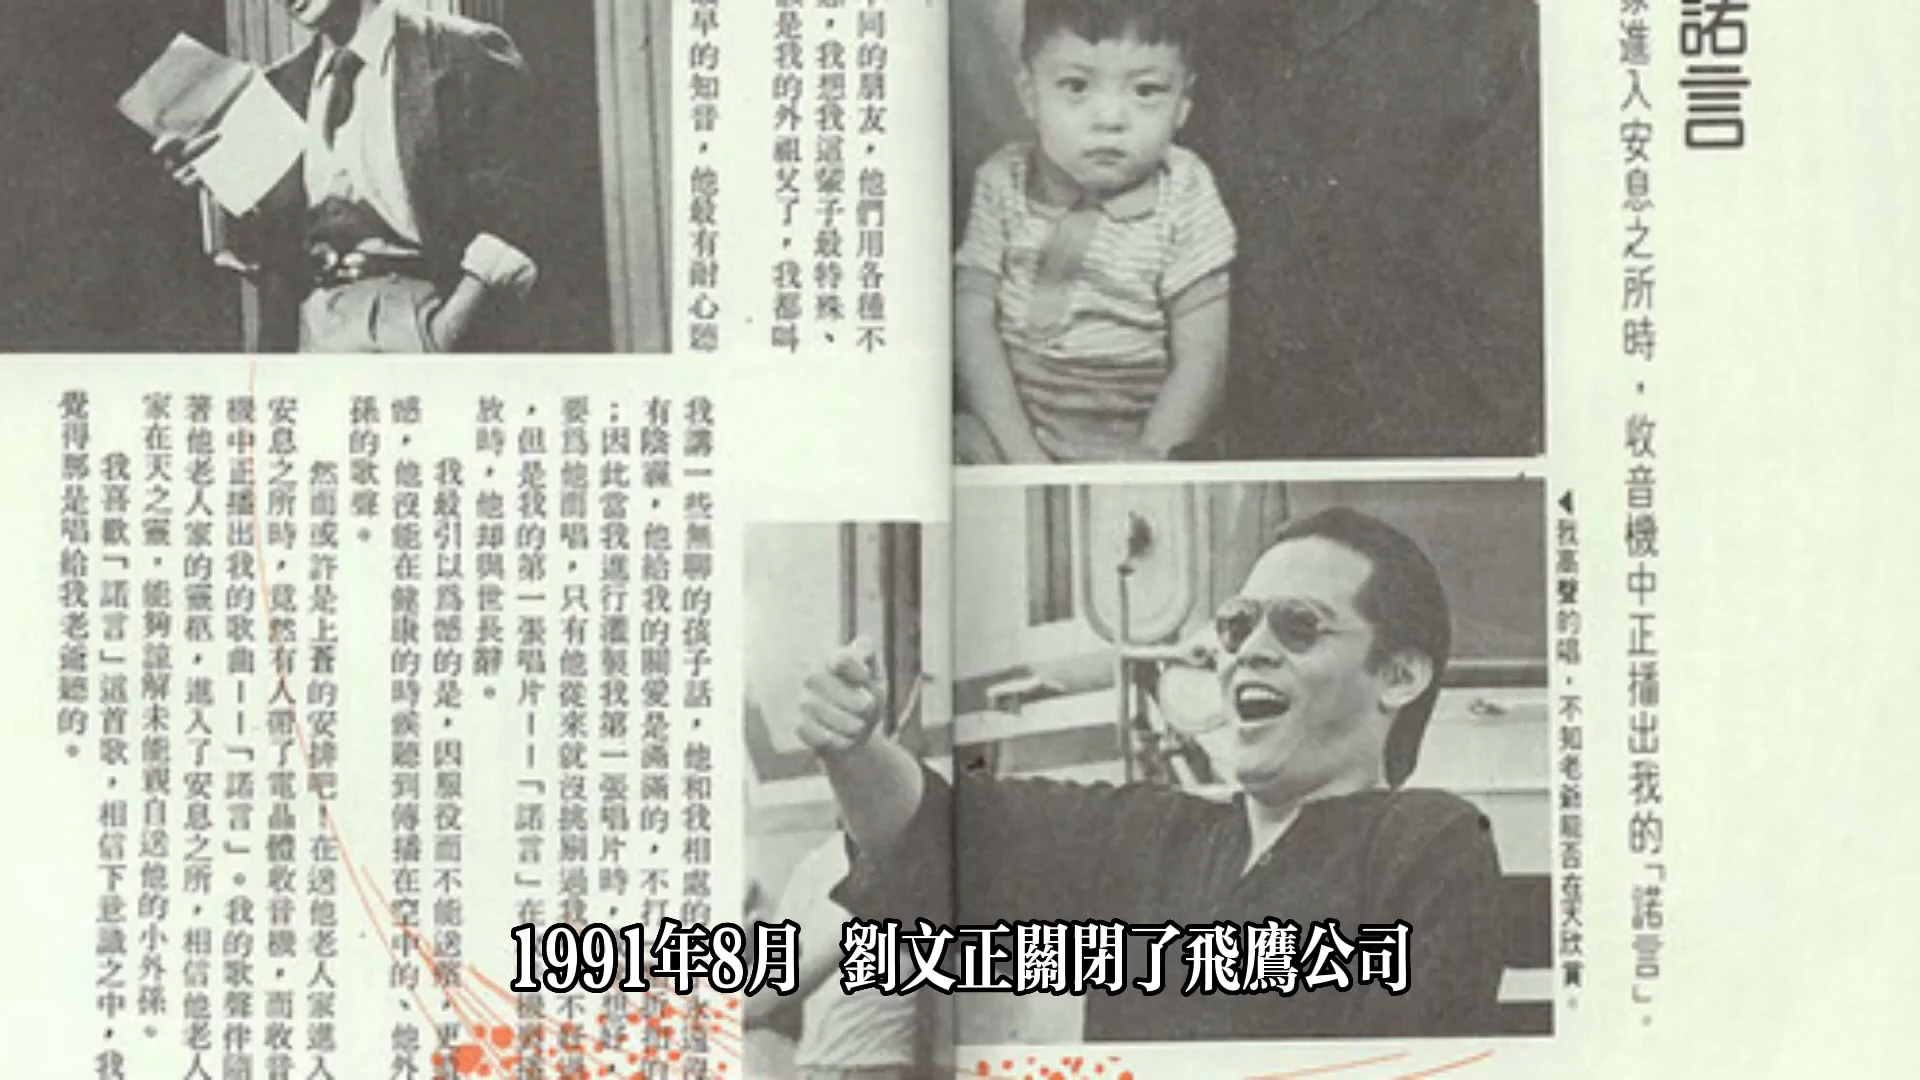 諾言
進入安息之所時，收音機中正播出我的「諾言」。
◀我高聲的唱，不知老爺能否在天欣賞。
同的朋友，他們用各種不
，我想我這輩子最特殊、
是我的外祖父了，我都叫
早的知音，他最有耐心聽
我講一些無聊的孩子話，他和我相處的
有陰霾，他給我的關愛是滿滿的，不打
；因此當我進行灌製我第一張唱片時，
要爲他而唱，只有他從來就沒挑剔過我
，但是我的第一張唱片——「諾言」在
放時，他却與世長辭。
我最引以爲憾的是，因服役而不能送殯，更
憾，他沒能在健康的時候聽到傳播在空中的、他外
孫的歌聲。
然而或許是上蒼的安排吧！在送他老人家進入
安息之所時，竟然有人帶了電晶體收音機，而收音
機中正播出我的歌曲——「諾言」。我的歌聲伴隨
著他老人家的靈柩，進入了安息之所，相信他老人
家在天之靈，能夠諒解未能親自送他的小外孫。
我喜歡「諾言」這首歌，相信下意識之中，我
覺得那是唱給我老爺聽的。
1991年8月 劉文正關閉了飛鷹公司